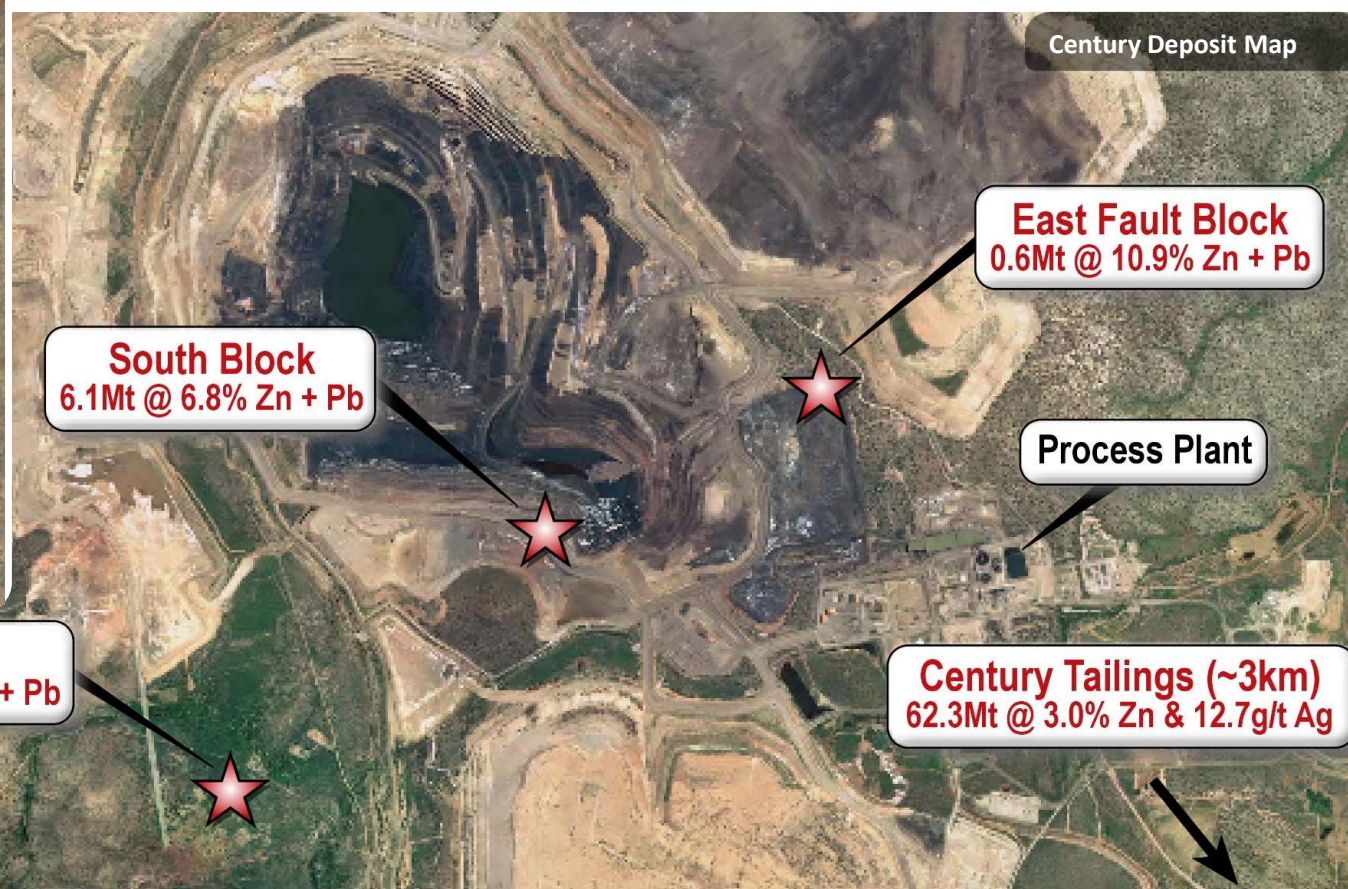 Century Deposit Map
East Fault Block
0.6Mt @ 10.9% Zn + Pb
South Block
6.1Mt @ 6.8% Zn + Pb
Process Plant
+ Pb
Century Tailings (~3km)
62.3Mt @ 3.0% Zn & 12.7g/t Ag